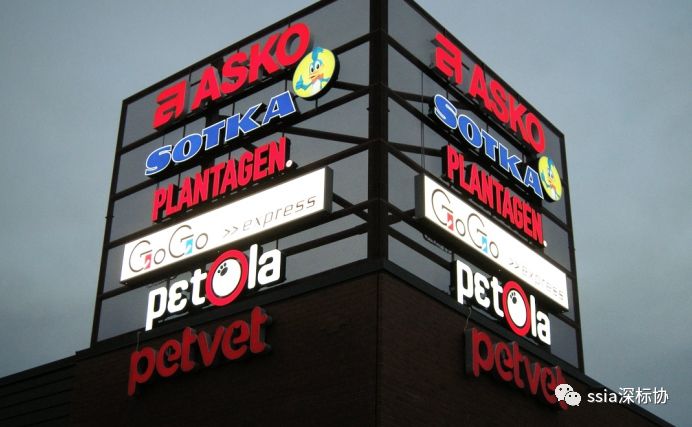 ASKO
SOTKA
PLANTAGEN.
GoGo >>express
petola
petvet
ASKO
SOTKA
PLANTAGEN.
GoGo >>express
petola
petvet
ssia深标协